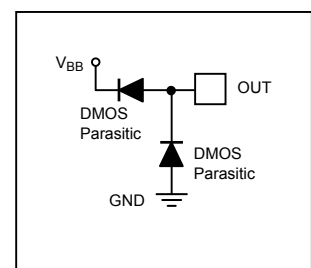 VBB
OUT
DMOS
Parasitic
DMOS
Parasitic
GND